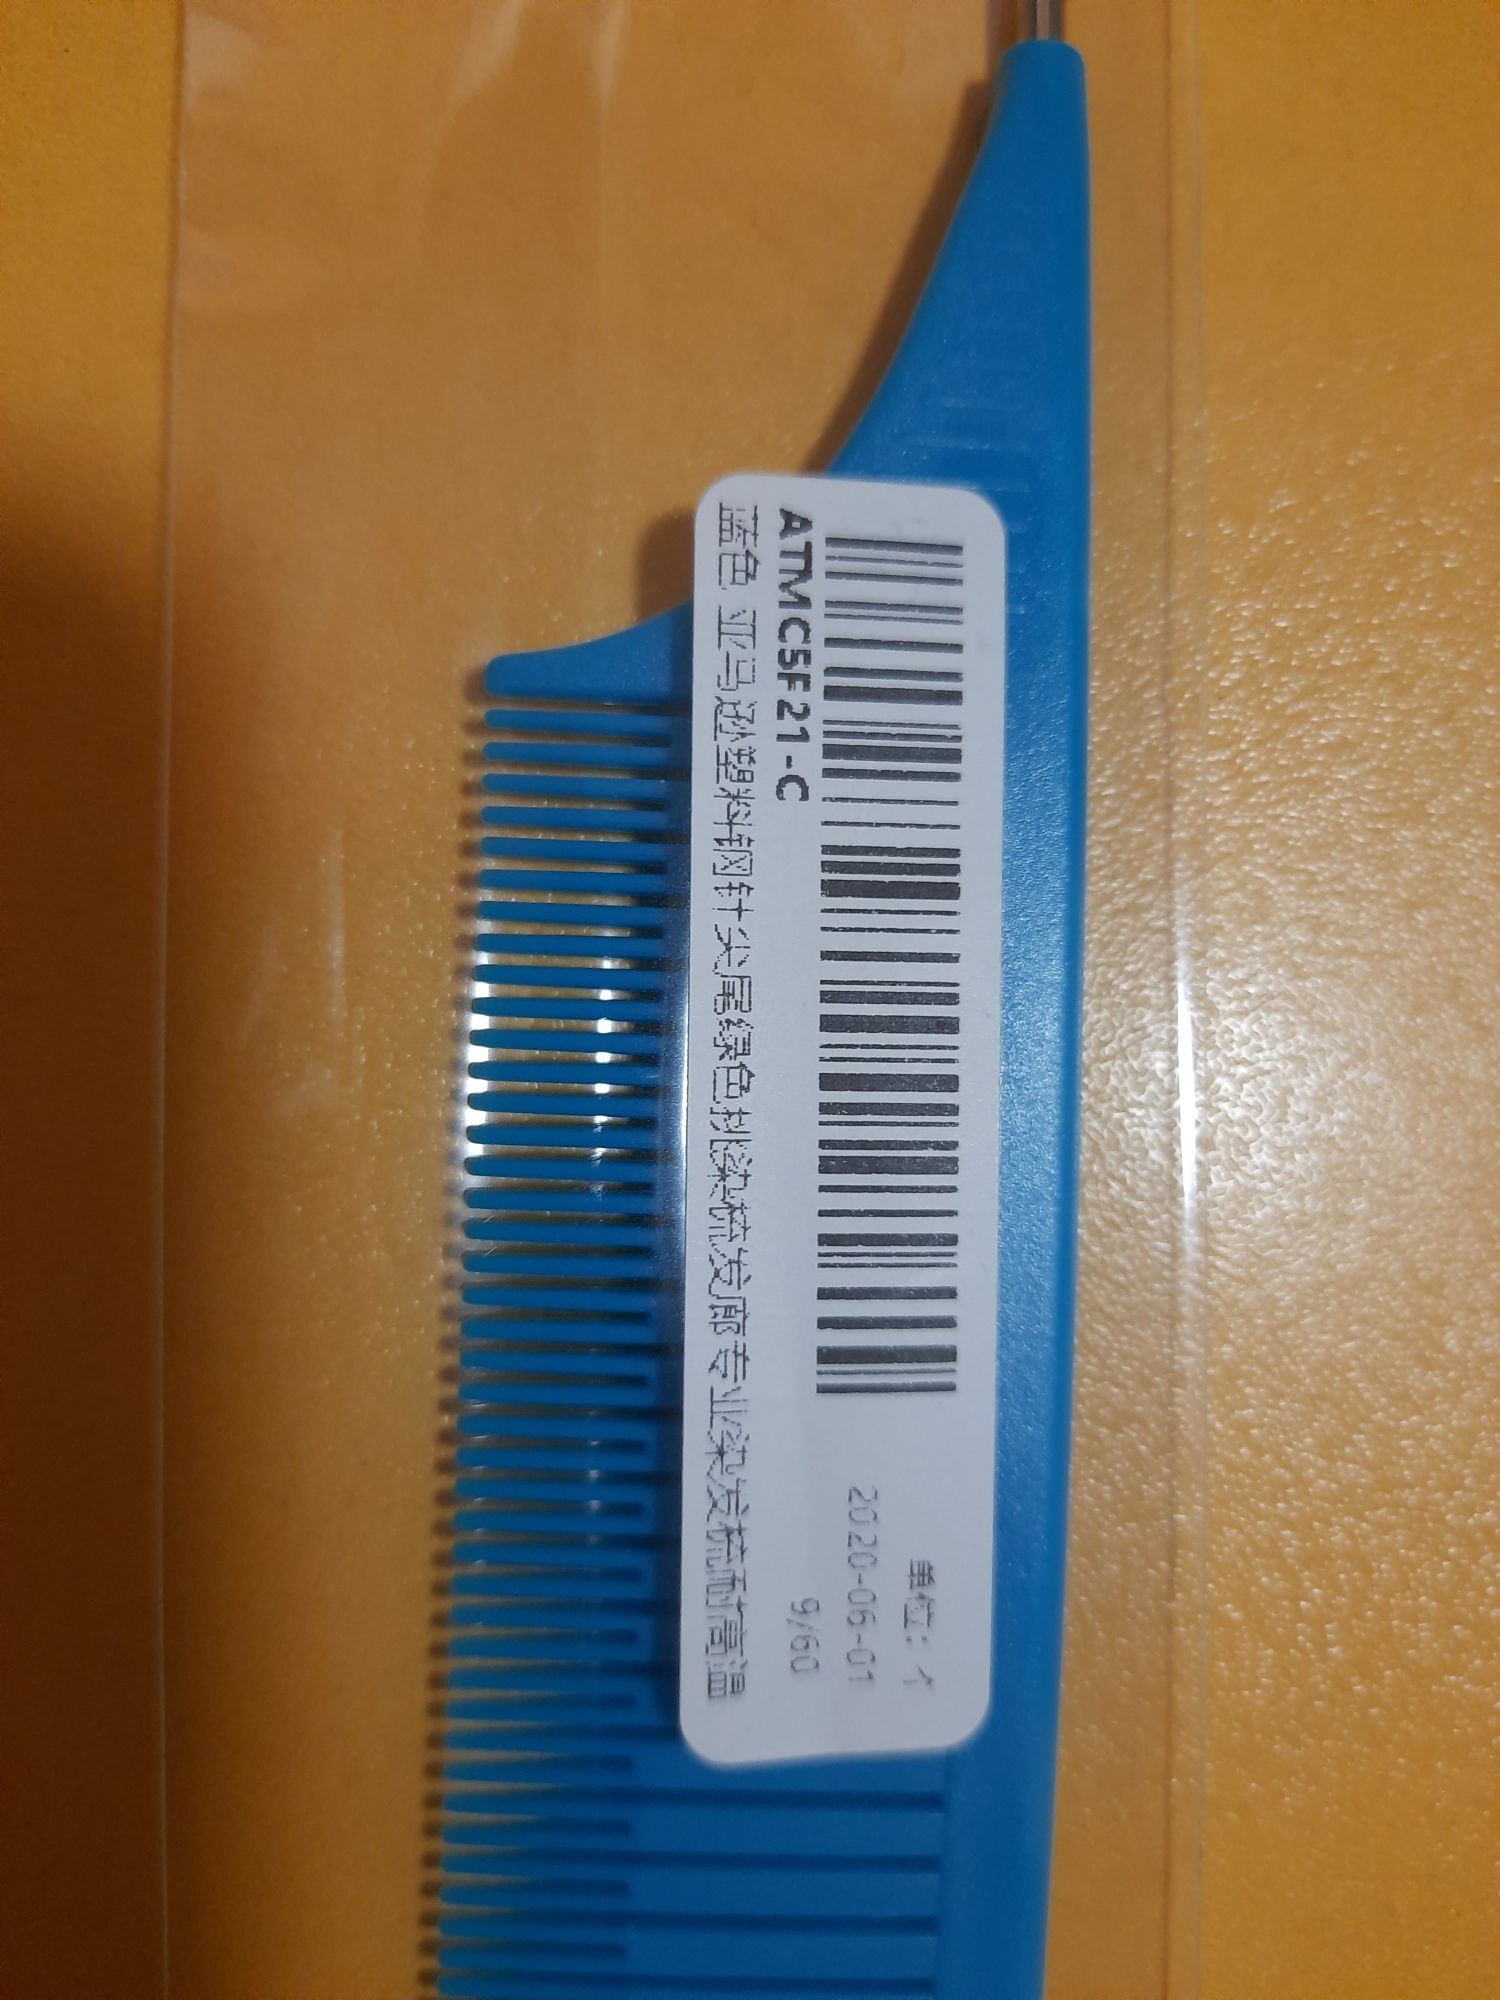 ATMC5F21-C
蓝色 亚马逊塑料钢针尖尾绿色挑染梳发廊专业染发梳耐高温
单位: 个
2020-06-01
9/60